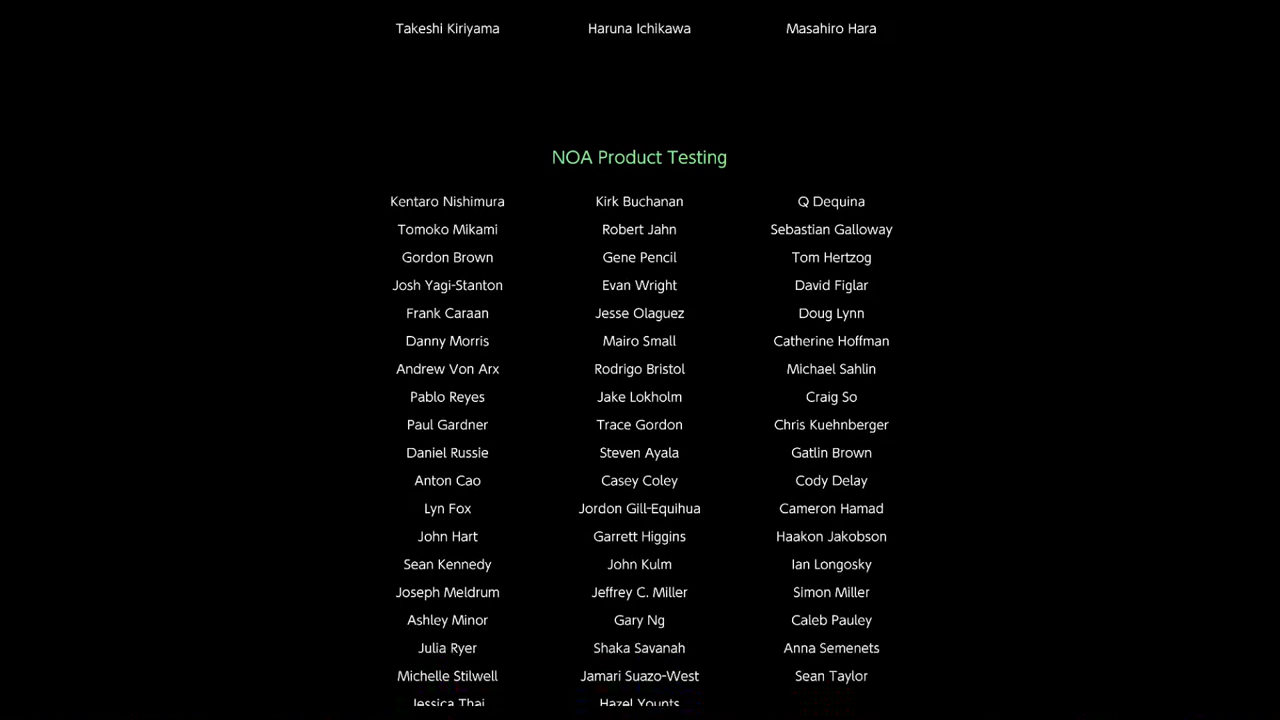 Takeshi Kiriyama Haruna Ichikawa Masahiro Hara
NOA Product Testing
Kentaro Nishimura Kirk Buchanan Q Dequina
Tomoko Mikami Robert Jahn Sebastian Galloway
Gordon Brown Gene Pencil Tom Hertzog
Josh Yagi-Stanton Evan Wright David Figlar
Frank Caraan Jesse Olaguez Doug Lynn
Danny Morris Mairo Small Catherine Hoffman
Andrew Von Arx Rodrigo Bristol Michael Sahlin
Pablo Reyes Jake Lokholm Craig So
Paul Gardner Trace Gordon Chris Kuehnberger
Daniel Russie Steven Ayala Gatlin Brown
Anton Cao Casey Coley Cody Delay
Lyn Fox Jordon Gill-Equihua Cameron Hamad
John Hart Garrett Higgins Haakon Jakobson
Sean Kennedy John Kulm Ian Longosky
Joseph Meldrum Jeffrey C. Miller Simon Miller
Ashley Minor Gary Ng Caleb Pauley
Julia Ryer Shaka Savanah Anna Semenets
Michelle Stilwell Jamari Suazo-West Sean Taylor
Jessica Thai Hazel Younts